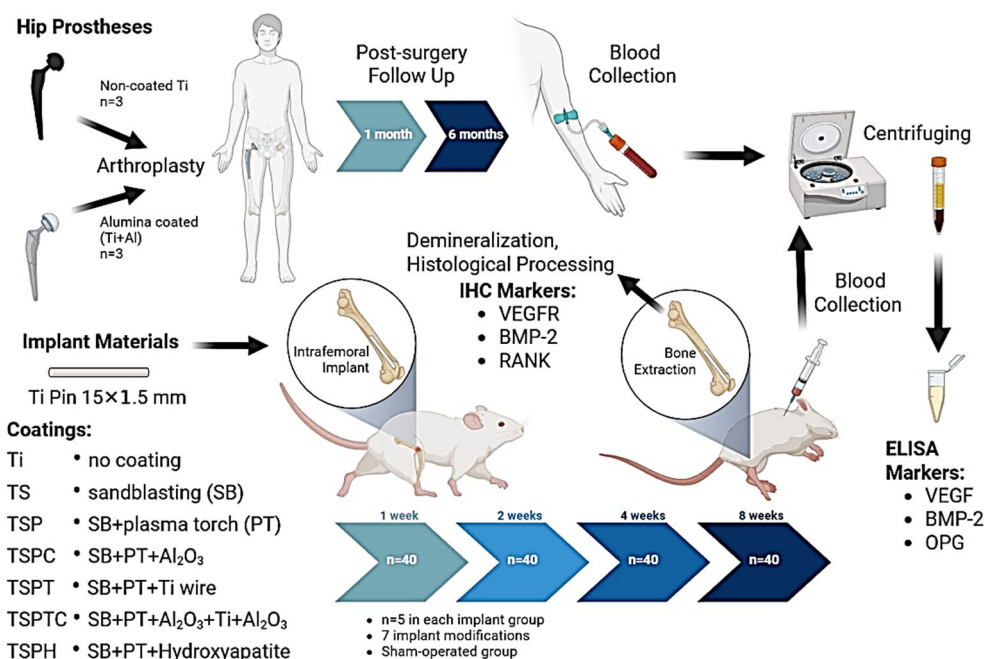 Hip Prostheses
Non-coated Ti
n=3
Arthroplasty
Alumina coated
(Ti+Al)
n=3
Post-surgery
Follow Up
1 month
6 months
Blood
Collection
Centrifuging
Demineralization,
Histological Processing
IHC Markers:
• VEGFR
• BMP-2
• RANK
Blood
Collection
Implant Materials
Ti Pin 15×1.5 mm
Intrafemoral
Implant
Bone
Extraction
Coatings:
Ti • no coating
TS • sandblasting (SB)
TSP • SB+plasma torch (PT)
TSPC • SB+PT+Al₂O₃
TSPT • SB+PT+Ti wire
TSPTC • SB+PT+Al₂O₃+Ti+Al₂O₃
TSPH • SB+PT+Hydroxyapatite
1 week
2 weeks
4 weeks
8 weeks
n=40
n=40
n=40
n=40
• n=5 in each implant group
• 7 implant modifications
• Sham-operated group
ELISA
Markers:
• VEGF
• BMP-2
• OPG